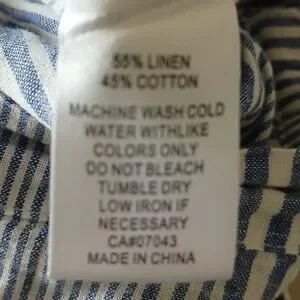 55% LINEN
45% COTTON
MACHINE WASH COLD
WATER WITHLIKE
COLORS ONLY
DO NOT BLEACH
TUMBLE DRY
LOW IRON IF
NECESSARY
CA#07043
MADE IN CHINA